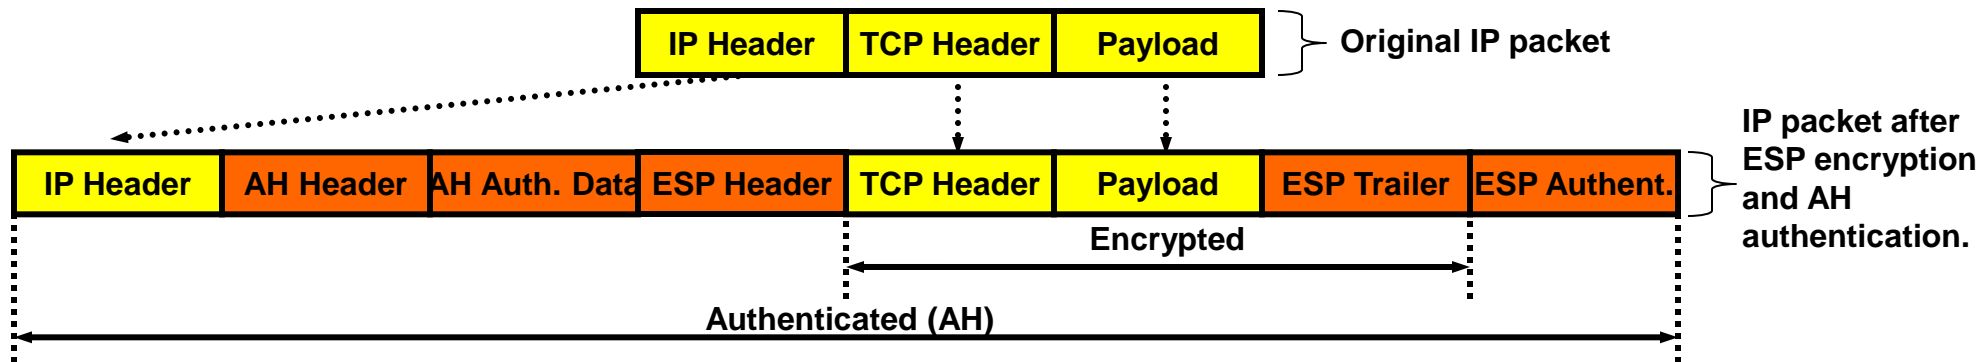 IP Header TCP Header Payload Original IP packet
IP Header AH Header AH Auth. Data ESP Header TCP Header Payload ESP Trailer ESP Authent.
IP packet after
ESP encryption
and AH
authentication.
Encrypted
Authenticated (AH)